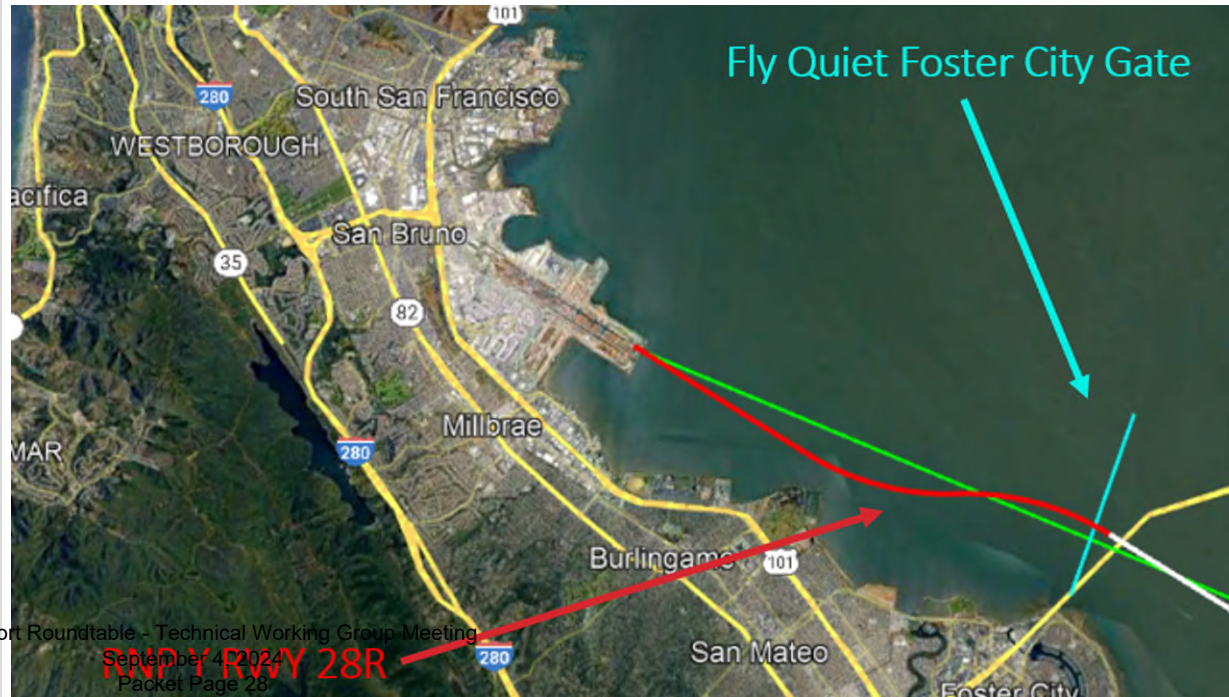 101
Fly Quiet Foster City Gate
280
South San Francisco
WESTBOROUGH
acifica
San Bruno
35
82
Millbrae
280
MAR
Burlingame
101
ort Roundtable - Technical Working Group Meeting
September 4, 2024
RNP Y RWY 28R
Packet Page 28
280
San Mateo
Foster City